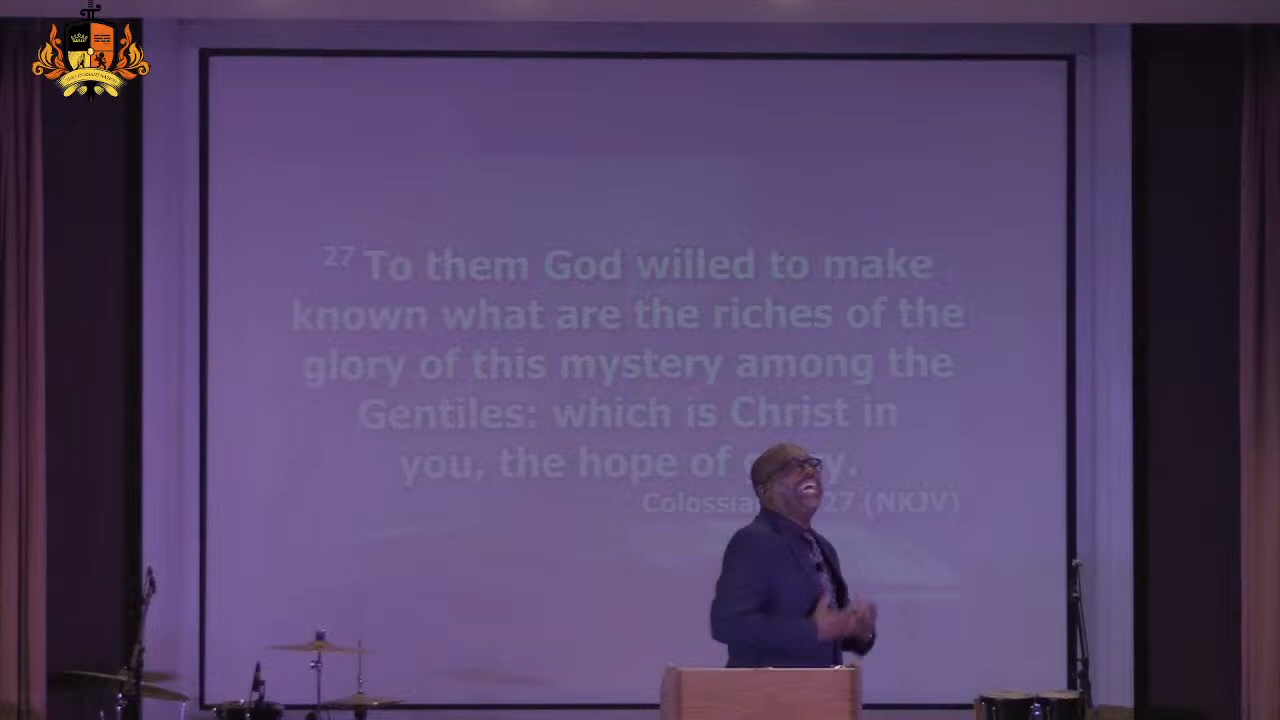 27 To them God willed to make
known what are the riches of the
glory of this mystery among the
Gentiles: which is Christ in
you, the hope of
27 (NKJV)